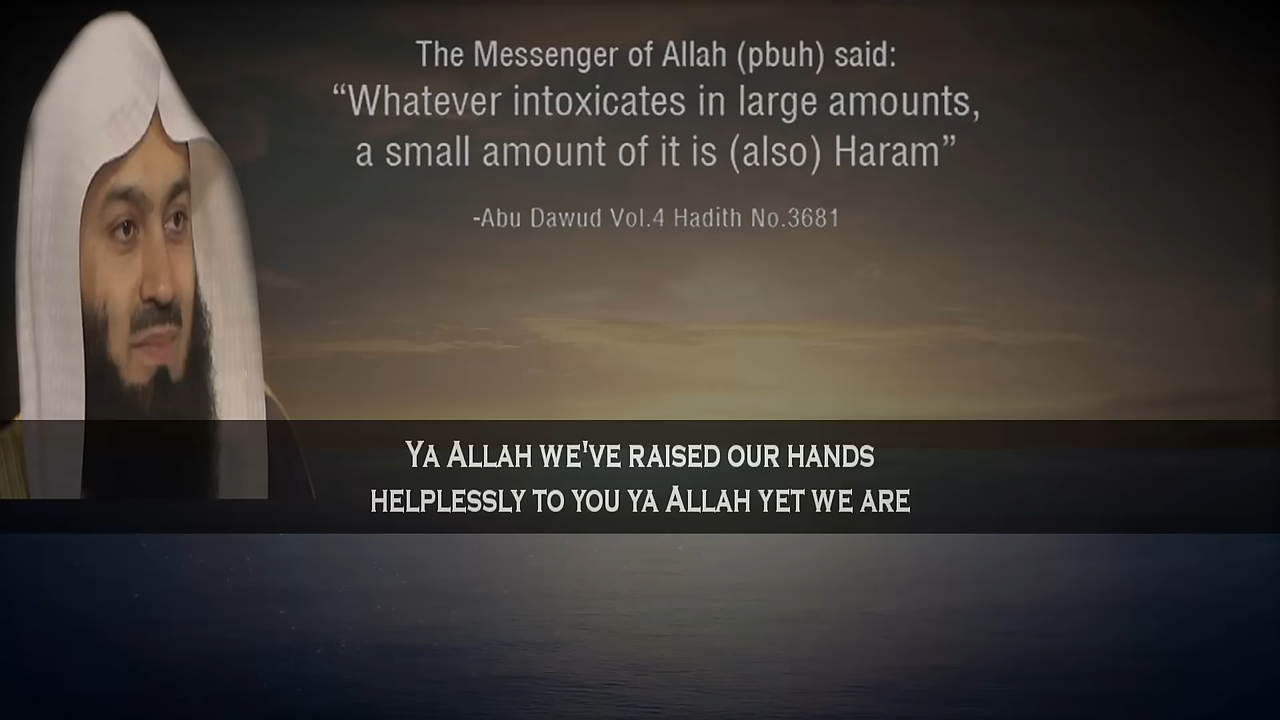 The Messenger of Allah (pbuh) said:
“Whatever intoxicates in large amounts,
a small amount of it is (also) Haram”
-Abu Dawud Vol.4 Hadith No.3681
YA ALLAH WE'VE RAISED OUR HANDS
HELPLESSLY TO YOU YA ALLAH YET WE ARE